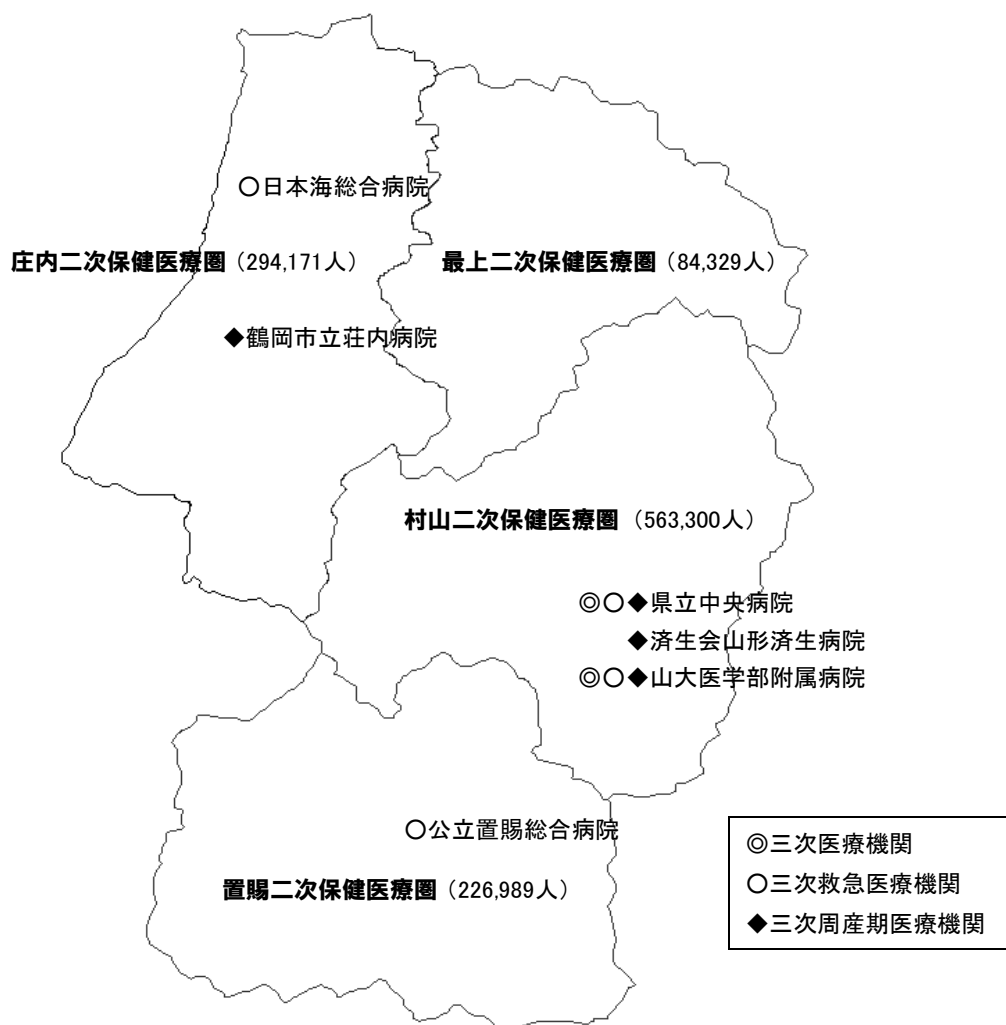 ○日本海総合病院
庄内二次保健医療圏（294,171人）
最上二次保健医療圏（84,329人）
◆鶴岡市立荘内病院
村山二次保健医療圏（563,300人）
◎○◆県立中央病院
◆済生会山形済生病院
◎○◆山大医学部附属病院
○公立置賜総合病院
置賜二次保健医療圏（226,989人）
◎三次医療機関
○三次救急医療機関
◆三次周産期医療機関